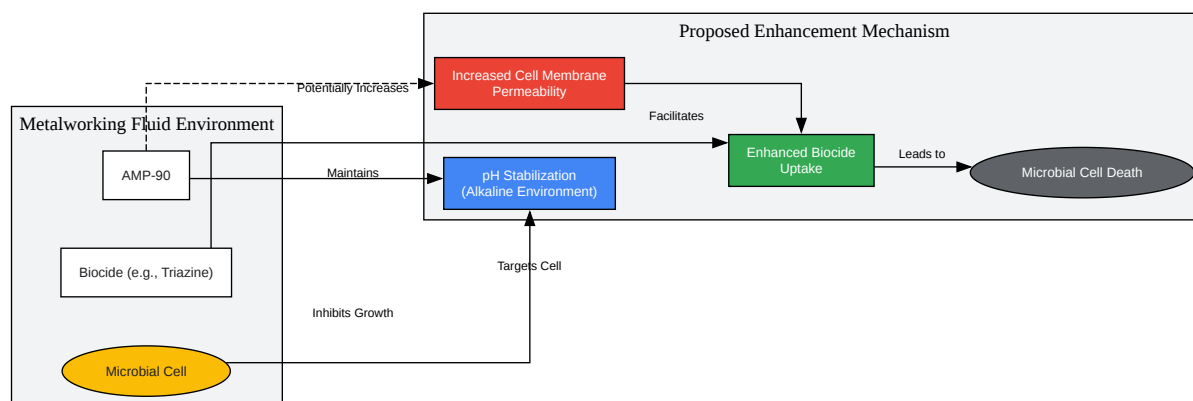 Proposed Enhancement Mechanism
Increased Cell Membrane
Permeability
Potentially Increases
Metalworking Fluid Environment
Facilitates
AMP-90
Enhanced Biocide
Uptake
Leads to
Microbial Cell Death
Maintains
pH Stabilization
(Alkaline Environment)
Biocide (e.g., Triazine)
Targets Cell
Inhibits Growth
Microbial Cell